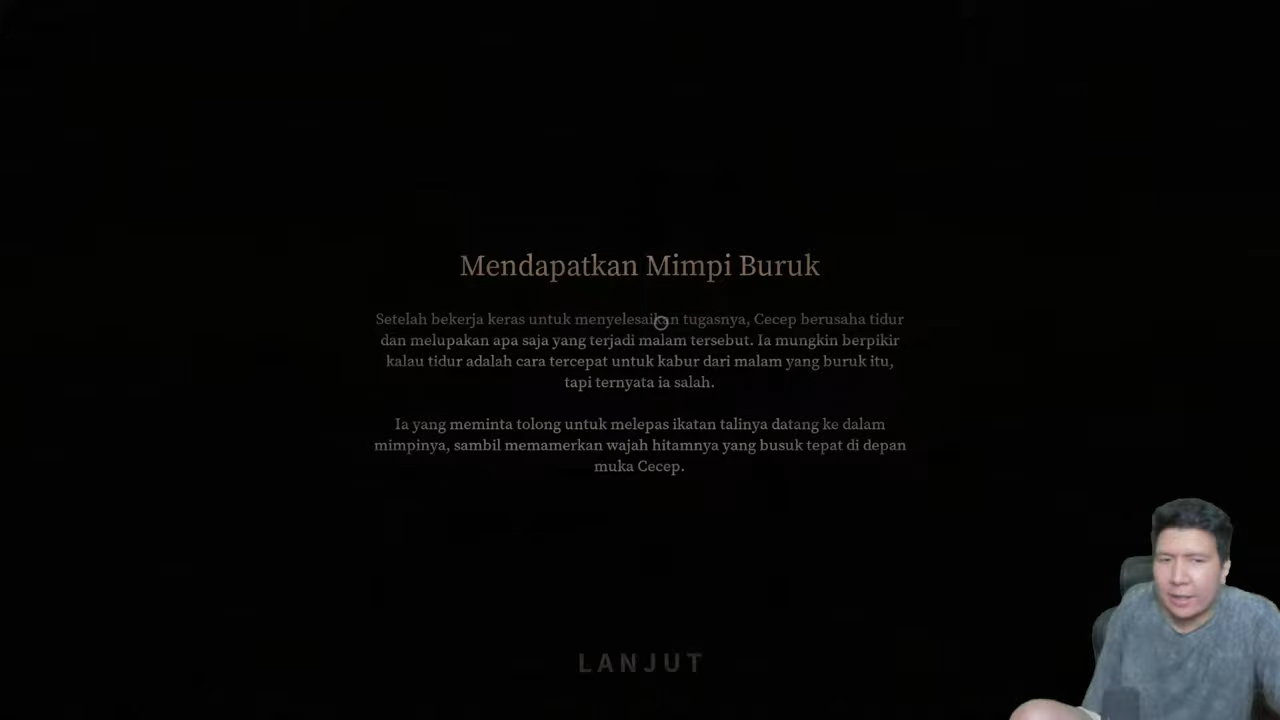 Mendapatkan Mimpi Buruk
Setelah bekerja keras untuk menyelesaikan tugasnya, Cecep berusaha tidur
dan melupakan apa saja yang terjadi malam tersebut. Ia mungkin berpikir
kalau tidur adalah cara tercepat untuk kabur dari malam yang buruk itu,
tapi ternyata ia salah.
Ia yang meminta tolong untuk melepas ikatan talinya datang ke dalam
mimpinya, sambil memamerkan wajah hitamnya yang busuk tepat di depan
muka Cecep.
LANJUT